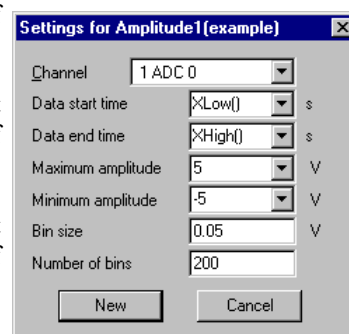 Settings for Amplitude1(example)
Channel 1 ADC 0
Data start time XLow() s
Data end time XHigh() s
Maximum amplitude 5 V
Minimum amplitude -5 V
Bin size 0.05 V
Number of bins 200
New Cancel